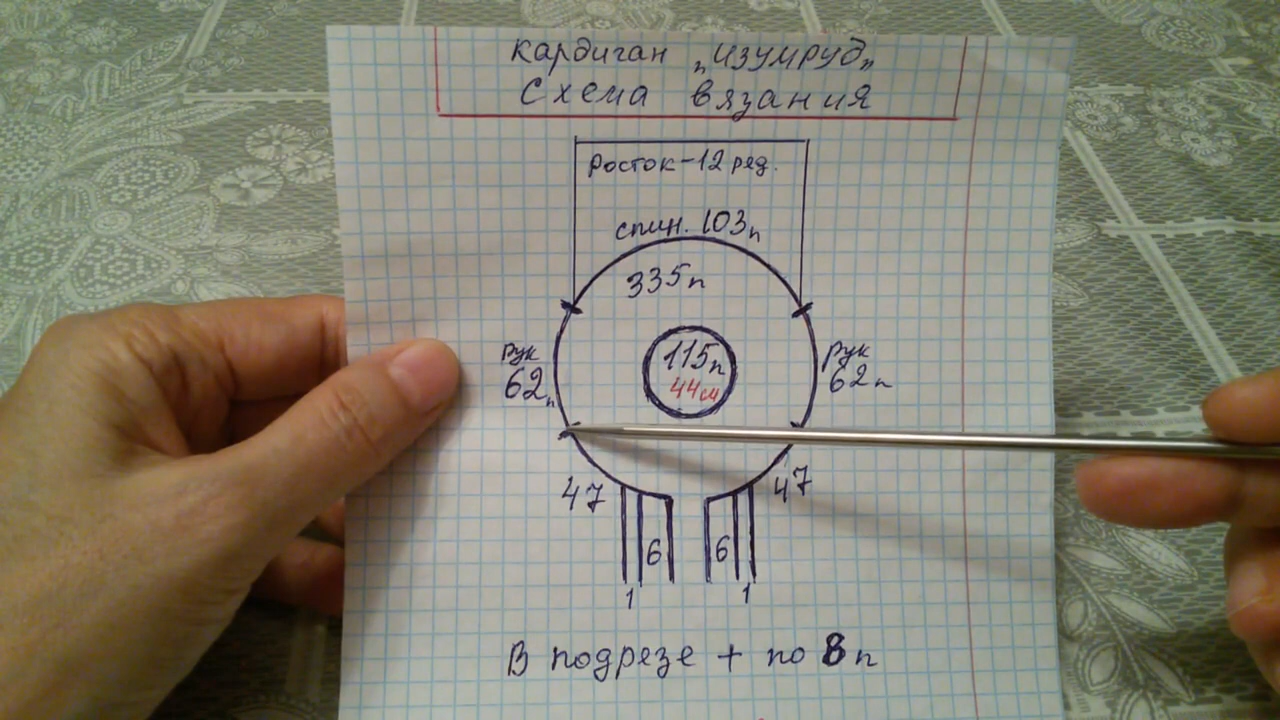 Кардиган „Изумруд"
Схема вязания
Росток-12 ряд.
спин. 103п
335п
рук
62п
115п
44см
рук
62п
47
47
6
6
1
1
В подрезе + по 8п